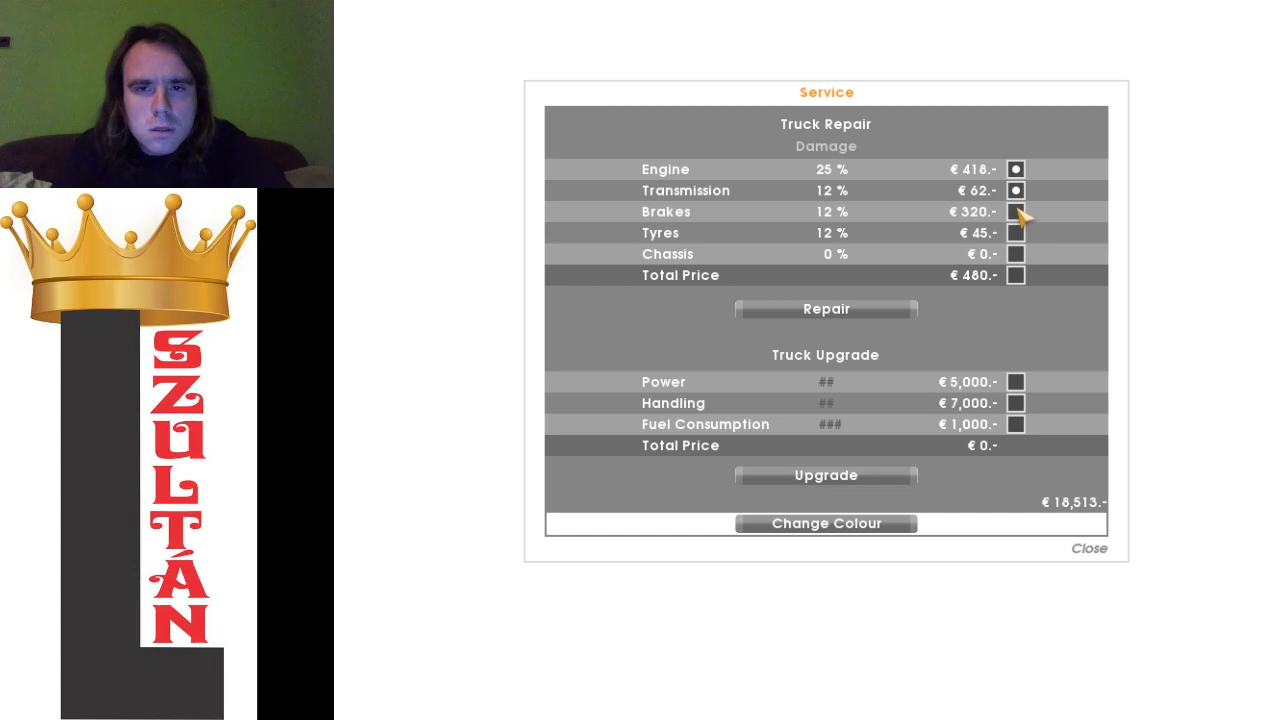 SZULTÁN
L
Service
Truck Repair
Damage
Engine 25 % € 418.-
Transmission 12 % € 62.-
Brakes 12 % € 320.-
Tyres 12 % € 45.-
Chassis 0 % € 0.-
Total Price € 480.-
Repair
Truck Upgrade
Power ## € 5,000.-
Handling ## € 7,000.-
Fuel Consumption ### € 1,000.-
Total Price € 0.-
Upgrade
€ 18,513.-
Change Colour
Close